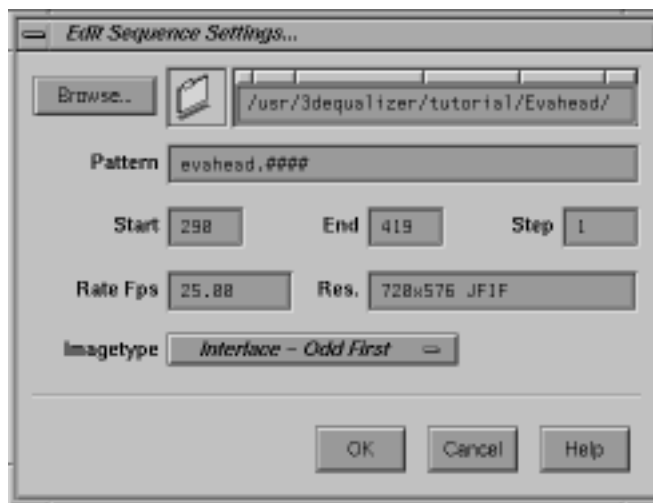 Edit Sequence Settings...
Browse..
/usr/3dequalizer/tutorial/Evahead/
Pattern evahead.####
Start 290 End 419 Step 1
Rate Fps 25.00 Res. 720x576 JFIF
Imagetype Interlace - Odd First
OK Cancel Help